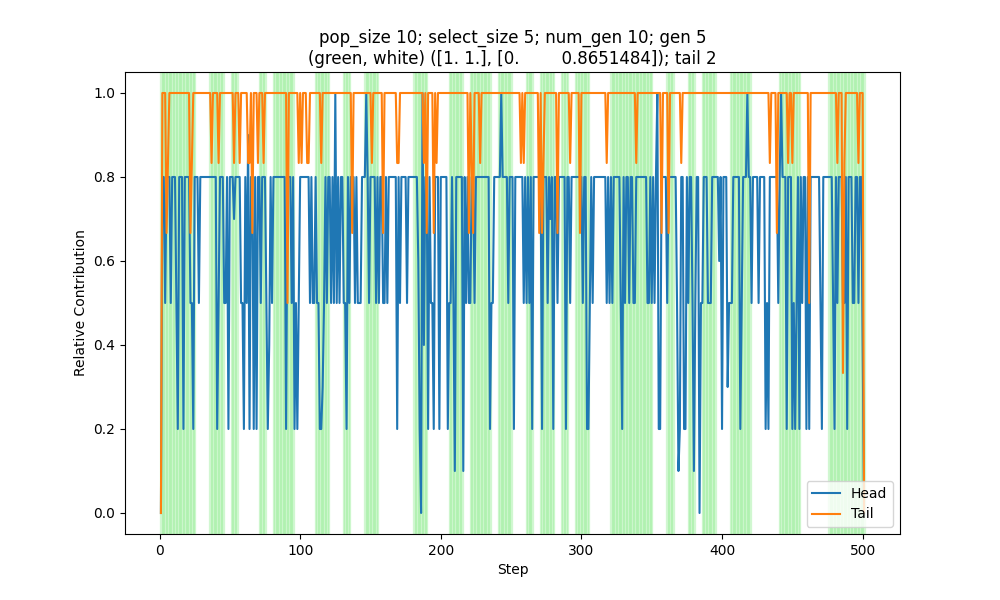 pop_size 10; select_size 5; num_gen 10; gen 5
(green, white) ([1. 1.], [0.         0.8651484]); tail 2
1.0
0.8
0.6
0.4
0.2
0.0
Relative Contribution
0
100
200
300
400
500
Step
Head
Tail